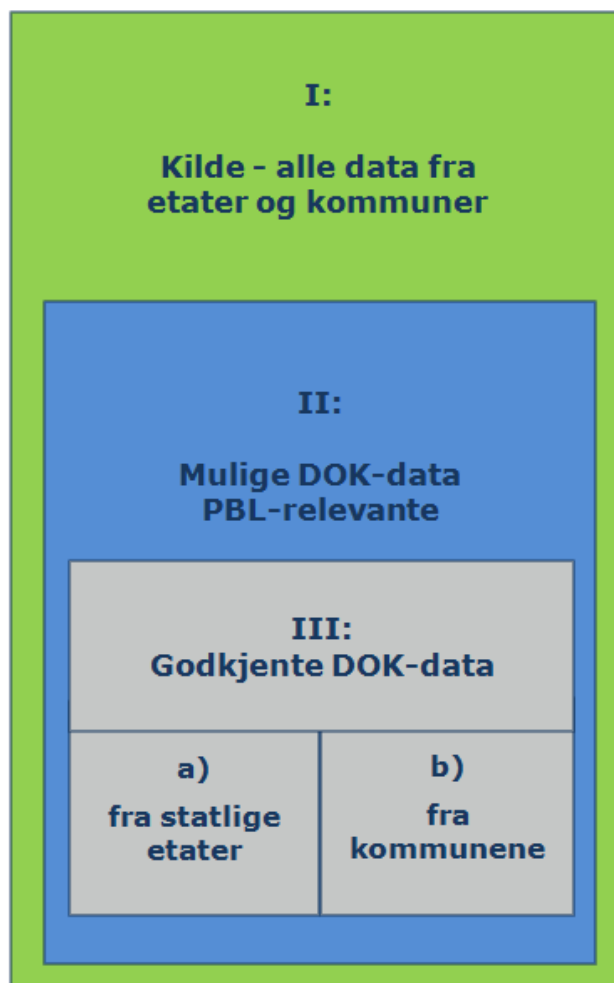 I:
Kilde - alle data fra
etater og kommuner
II:
Mulige DOK-data
PBL-relevante
III:
Godkjente DOK-data
a)
fra statlige
etater
b)
fra
kommunene